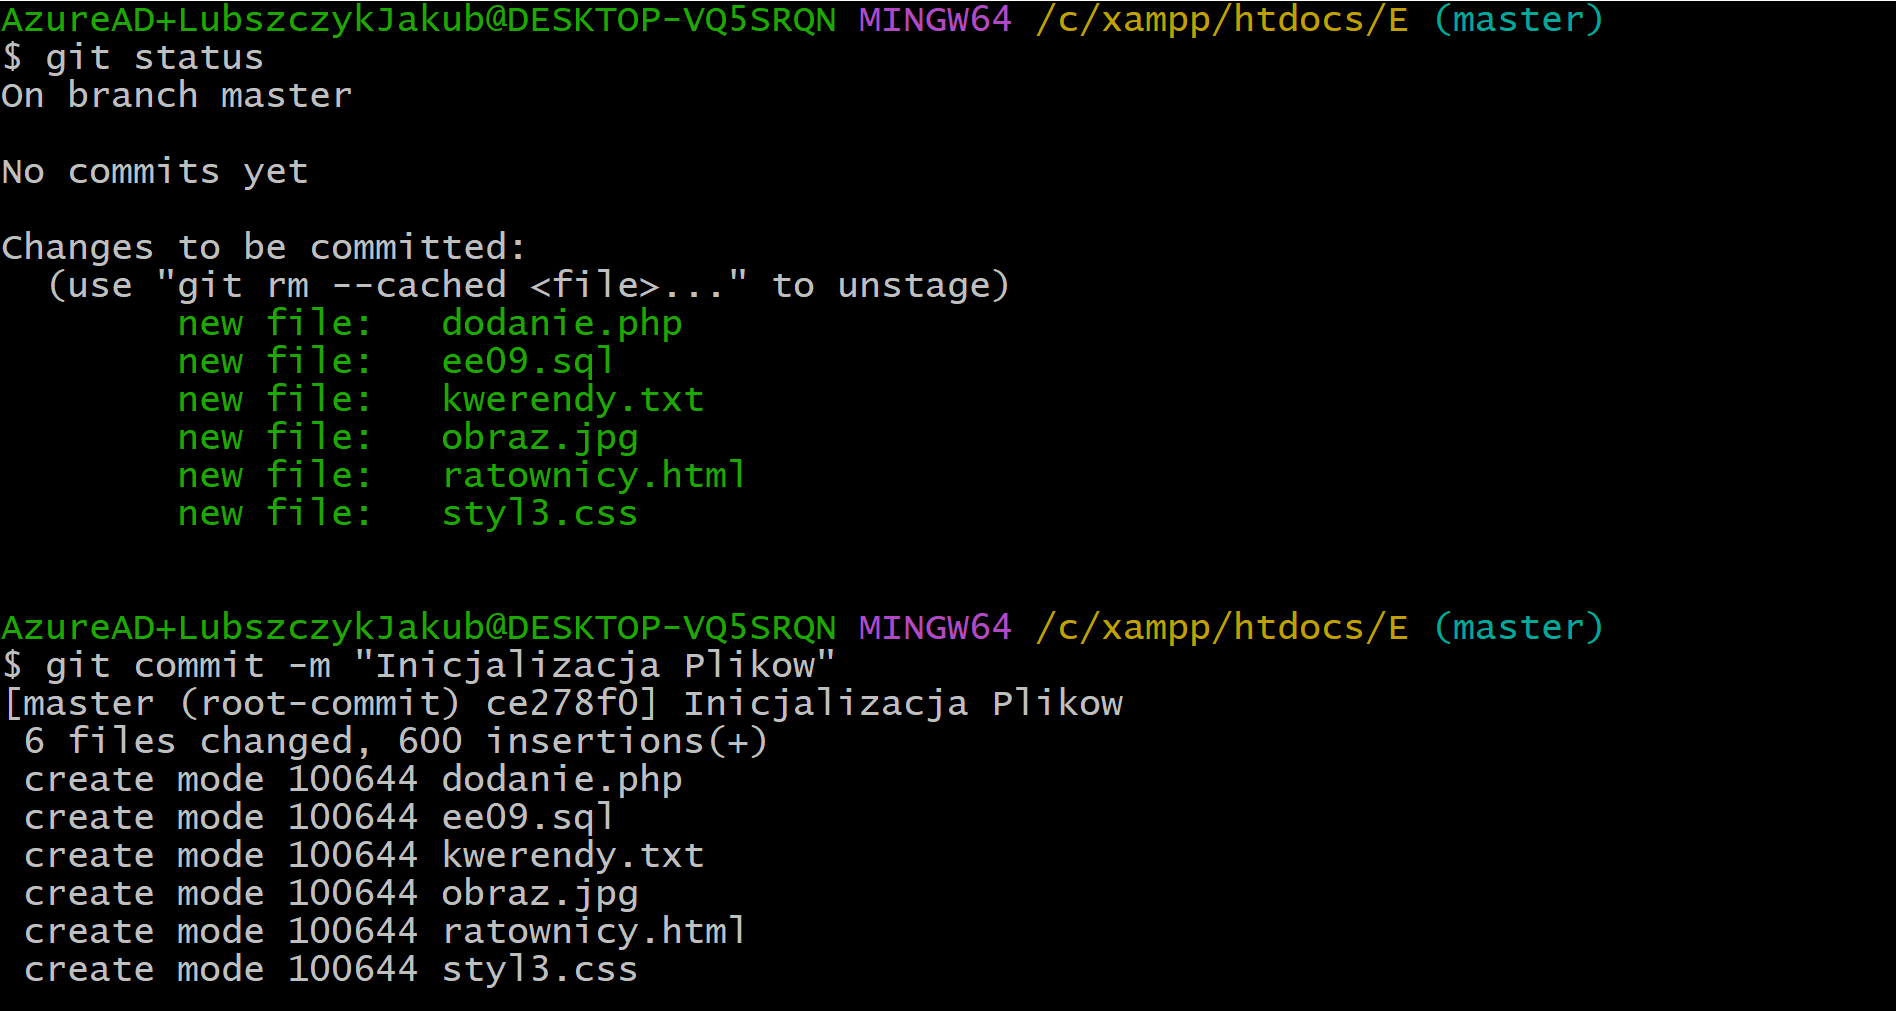 AzureAD+LubszczykJakub@DESKTOP-VQ5SRQN MINGW64 /c/xampp/htdocs/E (master)
$ git status
On branch master
No commits yet
Changes to be committed:
  (use "git rm --cached <file>..." to unstage)
        new file:   dodanie.php
        new file:   ee09.sql
        new file:   kwerendy.txt
        new file:   obraz.jpg
        new file:   ratownicy.html
        new file:   styl3.css
AzureAD+LubszczykJakub@DESKTOP-VQ5SRQN MINGW64 /c/xampp/htdocs/E (master)
$ git commit -m "Inicjalizacja Plikow"
[master (root-commit) ce278f0] Inicjalizacja Plikow
 6 files changed, 600 insertions(+)
 create mode 100644 dodanie.php
 create mode 100644 ee09.sql
 create mode 100644 kwerendy.txt
 create mode 100644 obraz.jpg
 create mode 100644 ratownicy.html
 create mode 100644 styl3.css